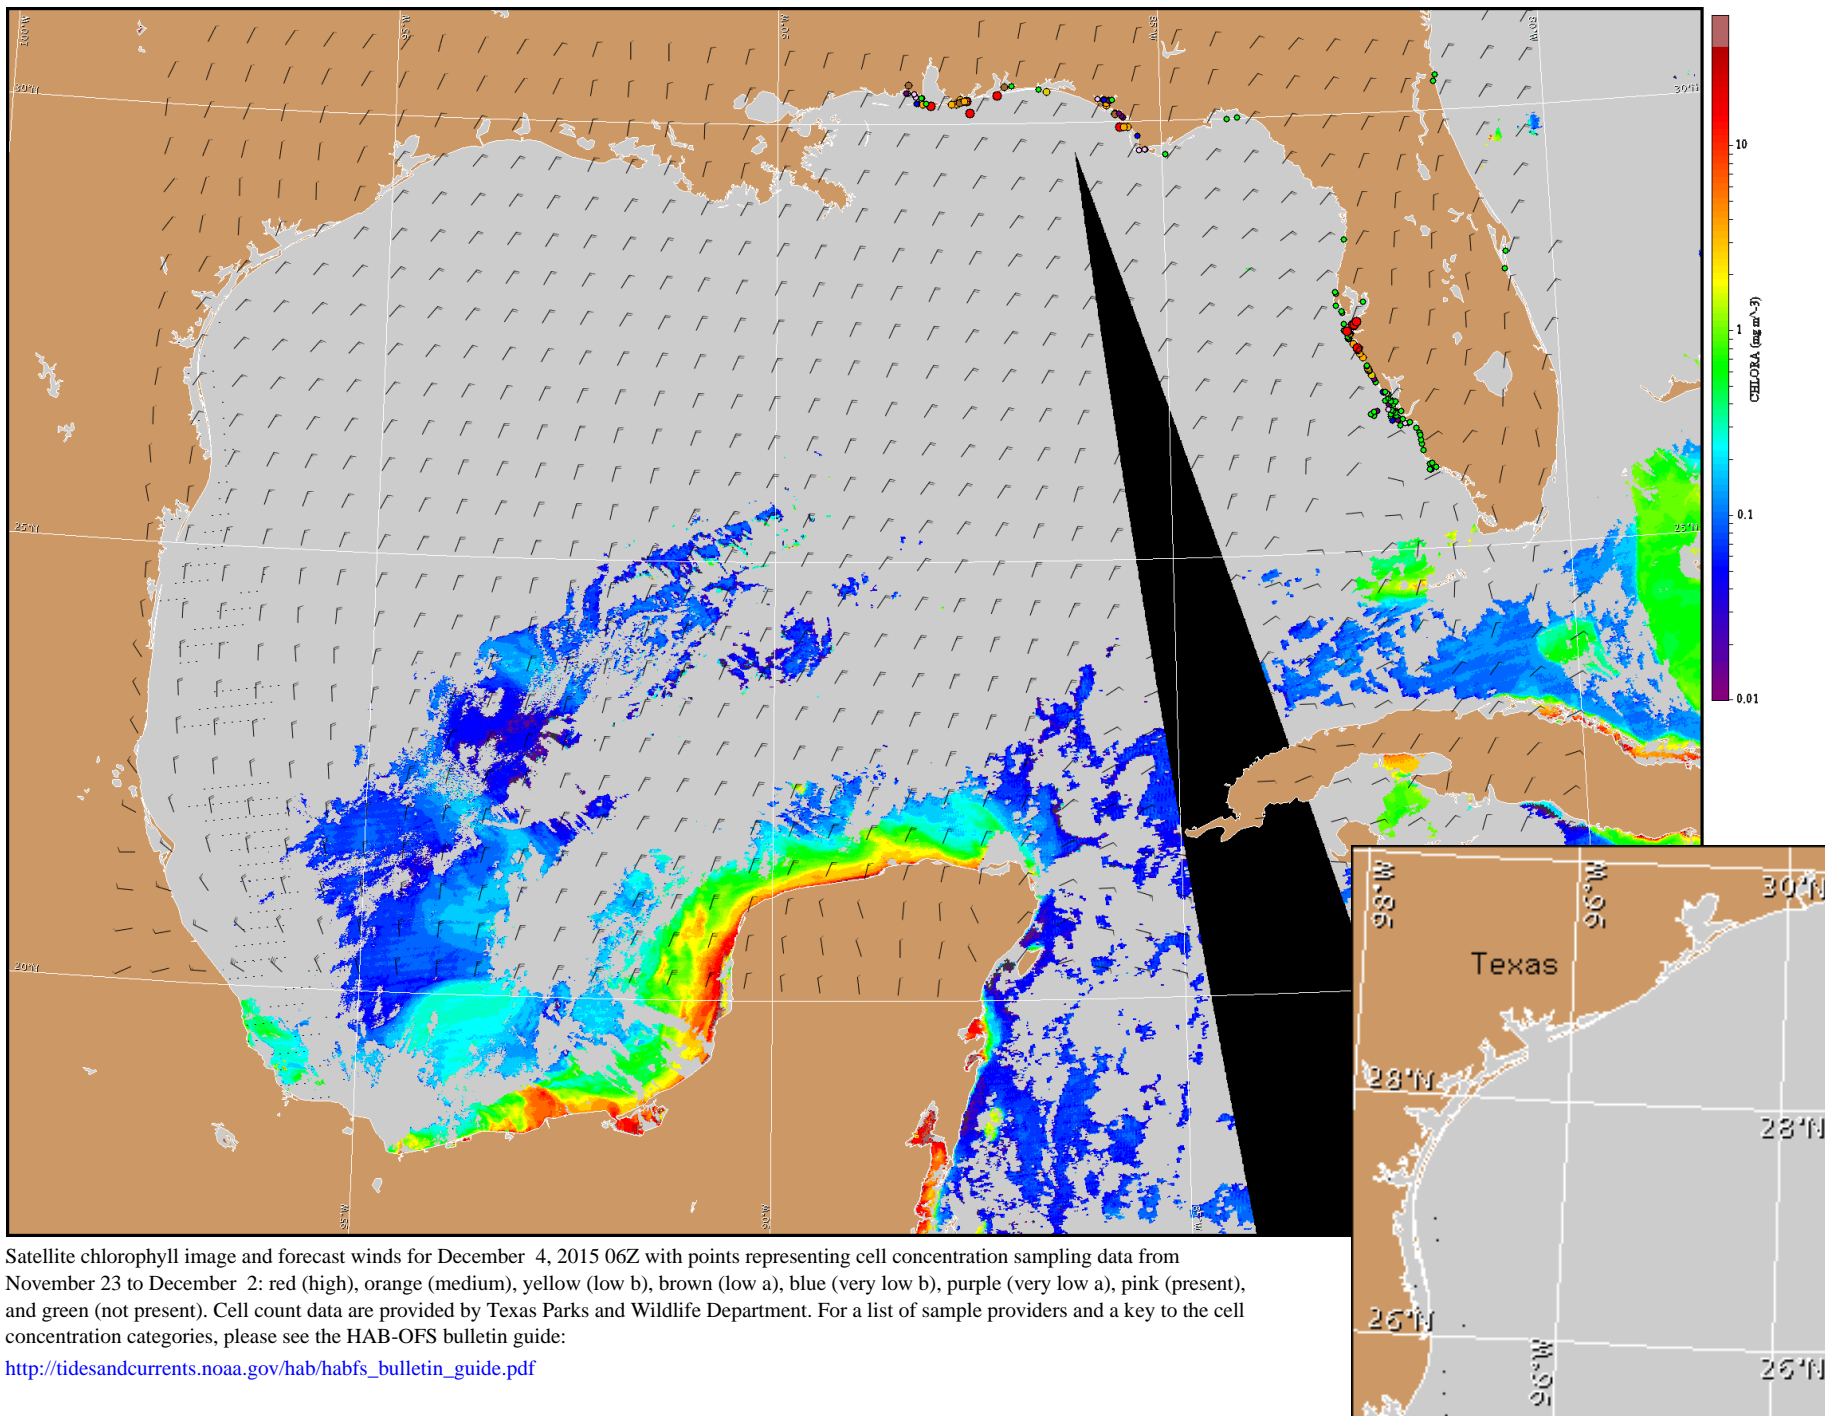 100°W
95°W
90°W
85°W
80°W
30°N
30°N
10
1
CHLORA (mg m^-3)
0.1
0.01
25°N
25°N
20°N
95°W
90°W
85°W
98°W
96°W
30°N
Texas
28°N
28°N
26°N
26°N
96°W
Satellite chlorophyll image and forecast winds for December  4, 2015 06Z with points representing cell concentration sampling data from
November 23 to December  2: red (high), orange (medium), yellow (low b), brown (low a), blue (very low b), purple (very low a), pink (present),
and green (not present). Cell count data are provided by Texas Parks and Wildlife Department. For a list of sample providers and a key to the cell
concentration categories, please see the HAB-OFS bulletin guide:
http://tidesandcurrents.noaa.gov/hab/habfs_bulletin_guide.pdf